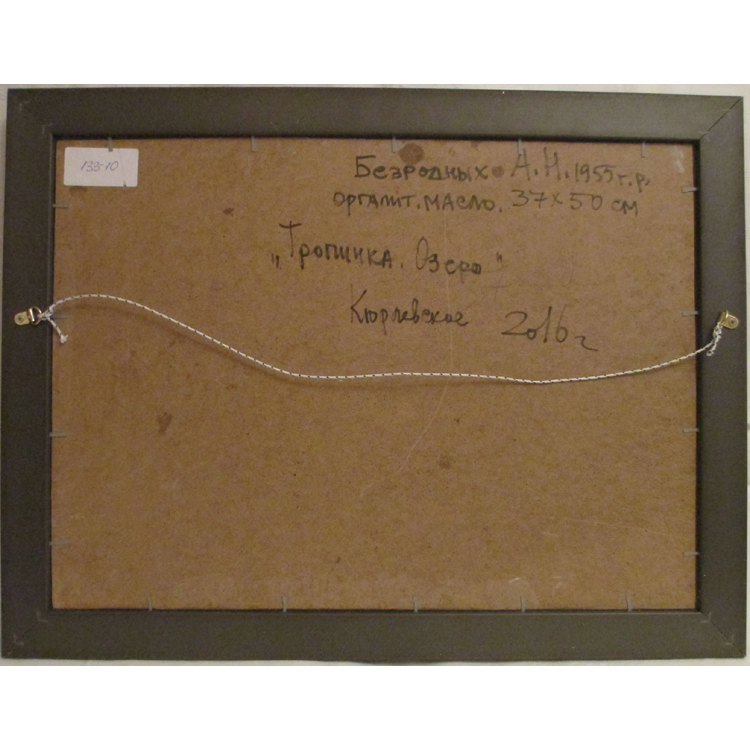 133-10
Безродных А.Н. 1955 г.р.
оргалит. масло. 37 х 50 см
„Тропинка. Озеро"
Кюрлевское 2016 г